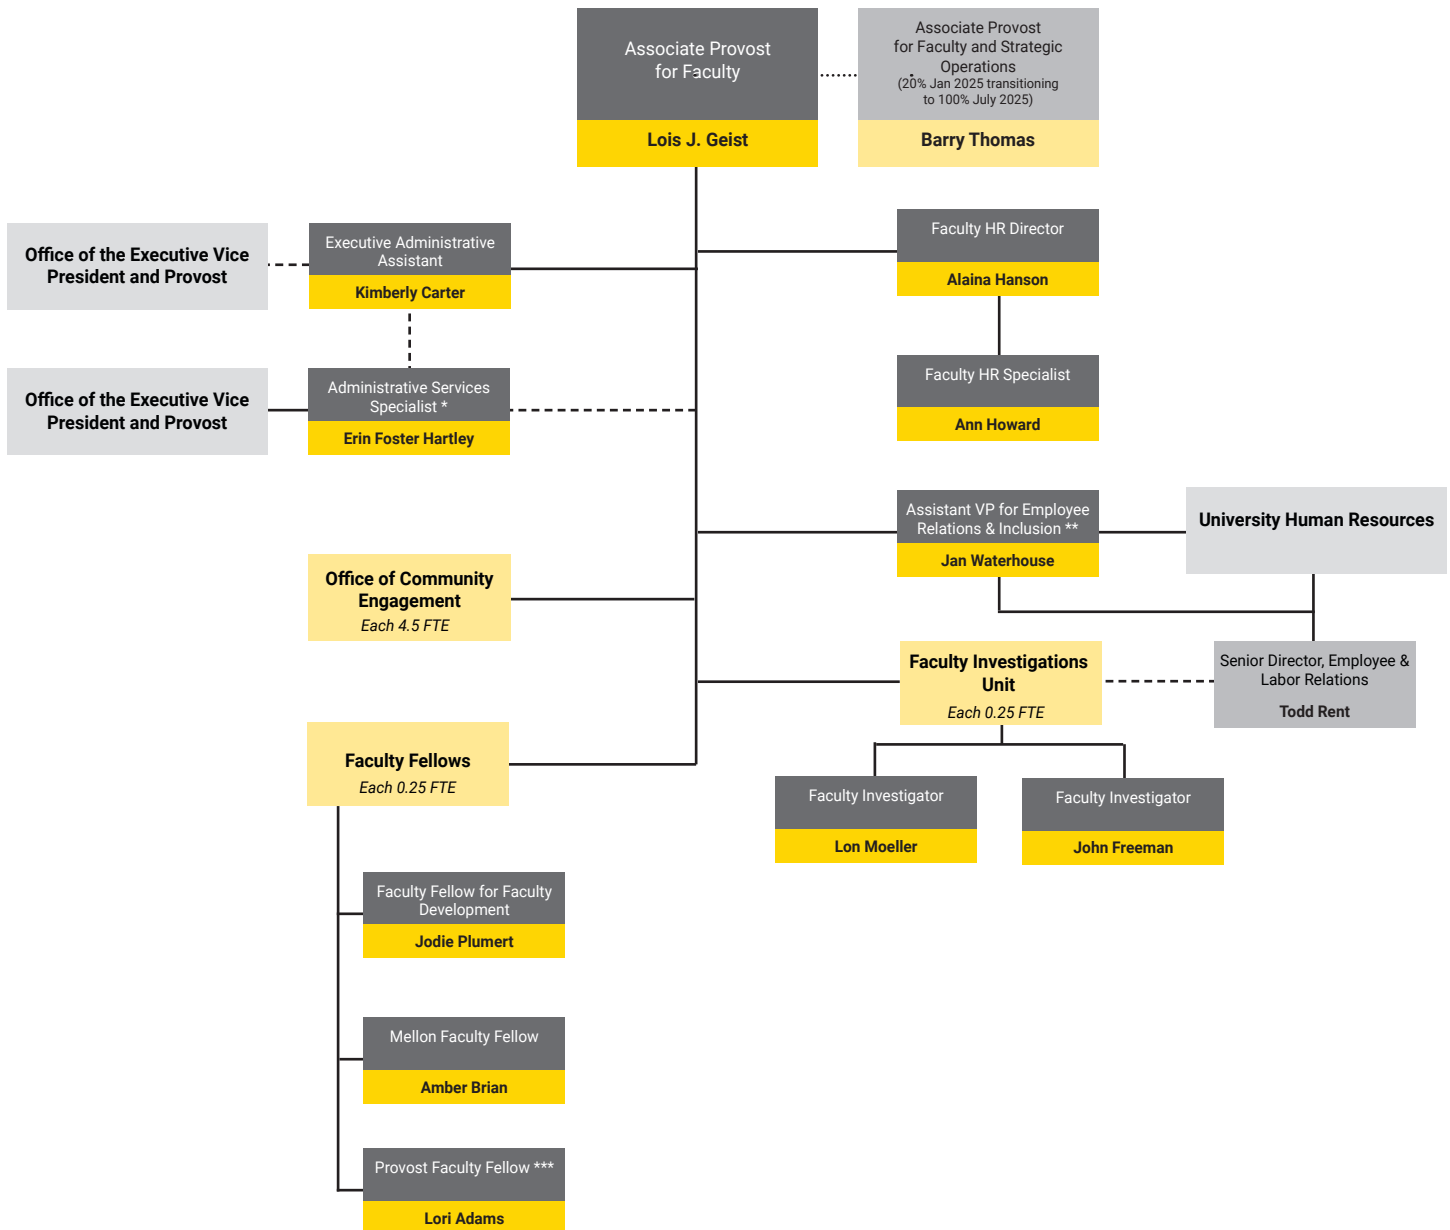 Associate Provost
for Faculty
Lois J. Geist
Associate Provost
for Faculty and Strategic
Operations
(20% Jan 2025 transitioning
to 100% July 2025)
Barry Thomas
Office of the Executive Vice
President and Provost
Executive Administrative
Assistant
Kimberly Carter
Faculty HR Director
Alaina Hanson
Office of the Executive Vice
President and Provost
Administrative Services
Specialist *
Erin Foster Hartley
Faculty HR Specialist
Ann Howard
Assistant VP for Employee
Relations & Inclusion **
Jan Waterhouse
University Human Resources
Office of Community
Engagement
Each 4.5 FTE
Faculty Investigations
Unit
Each 0.25 FTE
Senior Director, Employee &
Labor Relations
Todd Rent
Faculty Fellows
Each 0.25 FTE
Faculty Investigator
Lon Moeller
Faculty Investigator
John Freeman
Faculty Fellow for Faculty
Development
Jodie Plumert
Mellon Faculty Fellow
Amber Brian
Provost Faculty Fellow ***
Lori Adams